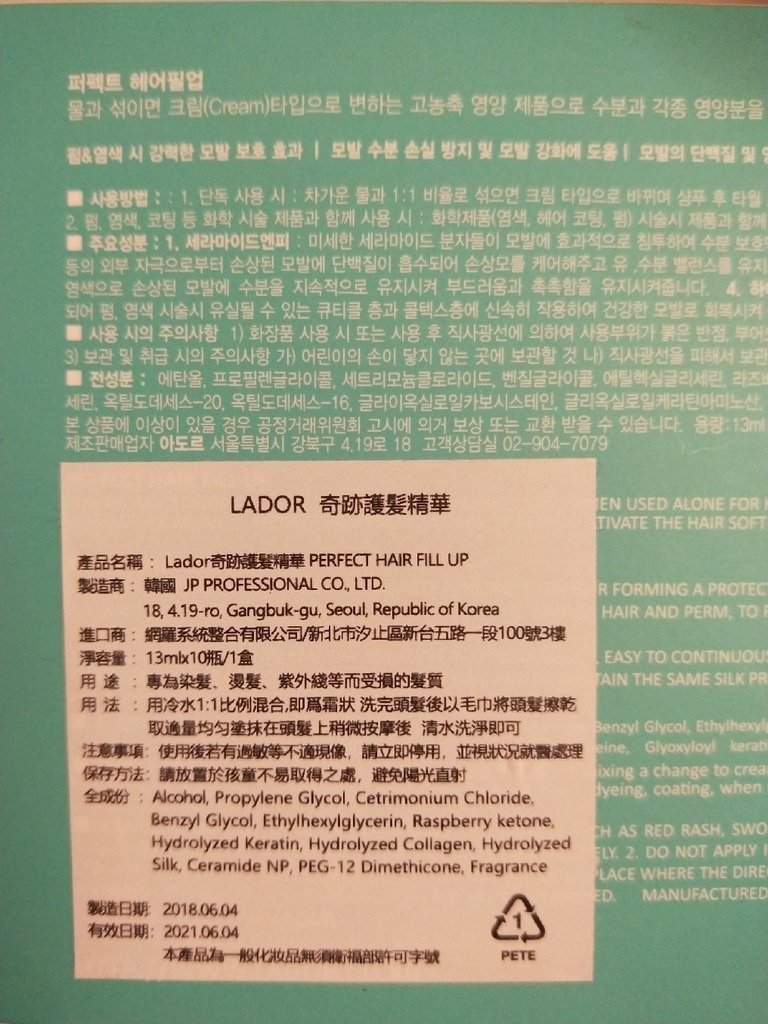 퍼펙트 헤어필업
물과 섞이면 크림(Cream)타입으로 변하는 고농축 영양 제품으로 수분과 각종 영양분을
펌&염색 시 강력한 모발 보호 효과 | 모발 수분 손실 방지 및 모발 강화에 도움 | 모발의 단백질 및
■ 사용방법 : : 1. 단독 사용 시 : 차가운 물과 1:1 비율로 섞으면 크림 타입으로 바뀌며 샴푸 후 타월
2. 펌, 염색, 코팅 등 화학 시술 제품과 함께 사용 시 : 화학제품(염색, 헤어 코팅, 펌) 시술시 제품과 함께
■ 주요성분 : 1. 세라마이드엔피 : 미세한 세라마이드 분자들이 모발에 효과적으로 침투하여 수분 보호
등의 외부 자극으로부터 손상된 모발에 단백질이 흡수되어 손상모를 케어해주고 유 ,수분 밸런스를 유지
염색으로 손상된 모발에 수분을 지속적으로 유지시켜 부드러움과 촉촉함을 유지시켜줍니다. 4. 하
되어 펌, 염색 시술시 유실될 수 있는 큐티클 층과 콜텍스층에 신속히 작용하여 건강한 모발로 회복시켜
■ 사용 시의 주의사항 1) 화장품 사용 시 또는 사용 후 직사광선에 의하여 사용부위가 붉은 반점, 부어
3) 보관 및 취급 시의 주의사항 가) 어린이의 손이 닿지 않는 곳에 보관할 것 나) 직사광선을 피해서 보관
■ 전성분 : 에탄올, 프로필렌글라이콜, 세트리모늄클로라이드, 벤질글라이콜, 에틸헥실글리세린, 라즈베
세린, 옥틸도데세스-20, 옥틸도데세스-16, 글라이옥실로일카보시스테인, 글리옥실로일케라틴아미노산,
본 상품에 이상이 있을 경우 공정거래위원회 고시에 의거 보상 또는 교환 받을 수 있습니다. 용량:13ml
제조판매업자 아도르 서울특별시 강북구 4.19로 18 고객상담실 02-904-7079
LADOR 奇跡護髮精華
產品名稱 : Lador奇跡護髮精華 PERFECT HAIR FILL UP
製造商 : 韓國 JP PROFESSIONAL CO., LTD.
18, 4.19-ro, Gangbuk-gu, Seoul, Republic of Korea
進口商 : 網羅系統整合有限公司/新北市汐止區新台五路一段100號3樓
淨容量 : 13mlx10瓶/1盒
用 途 : 專為染髮、燙髮、紫外綫等而受損的髮質
用 法 : 用冷水1:1比例混合,即爲霜狀 洗完頭髮後以毛巾將頭髮擦乾
取適量均匀塗抹在頭髮上稍微按摩後 清水洗淨即可
注意事項: 使用後若有過敏等不適現像, 請立即停用, 並視狀況就醫處理
保存方法: 請放置於孩童不易取得之處, 避免陽光直射
全成份 : Alcohol, Propylene Glycol, Cetrimonium Chloride,
Benzyl Glycol, Ethylhexylglycerin, Raspberry ketone,
Hydrolyzed Keratin, Hydrolyzed Collagen, Hydrolyzed
Silk, Ceramide NP, PEG-12 Dimethicone, Fragrance
製造日期: 2018.06.04
有效日期: 2021.06.04
本產品為一般化妝品無須衛福部許可字號
1
PETE
EN USED ALONE FOR
TIVATE THE HAIR SOFT
R FORMING A PROTECT
HAIR AND PERM, TO
EASY TO CONTINUOUS
TAIN THE SAME SILK PR
Benzyl Glycol, Ethylhexyl
eine, Glyoxyloyl kerati
ixing a change to crea
dyeing, coating, when
CH AS RED RASH, SWO
ELY. 2. DO NOT APPLY I
PLACE WHERE THE DIRE
ED. MANUFACTURED